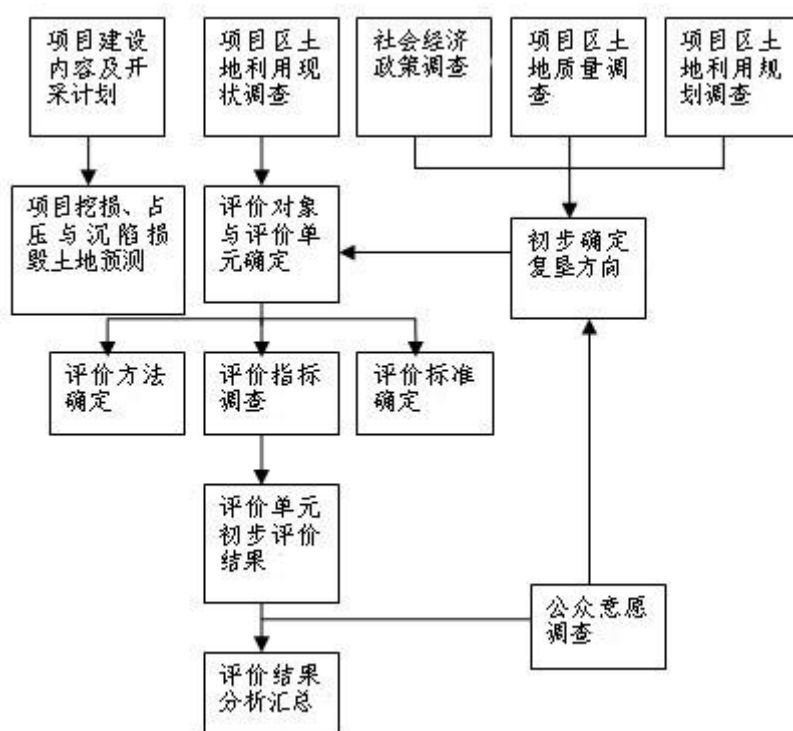 项目建设
内容及开
采计划
项目区土
地利用现
状调查
社会经济
政策调查
项目区土
地质量调
查
项目区土
地利用规
划调查
项目挖损、占
压与沉陷损
毁土地预测
评价对象
与评价单
元确定
初步确定
复垦方向
评价方法
确定
评价指标
调查
评价标准
确定
评价单元
初步评价
结果
公众意愿
调查
评价结果
分析汇总